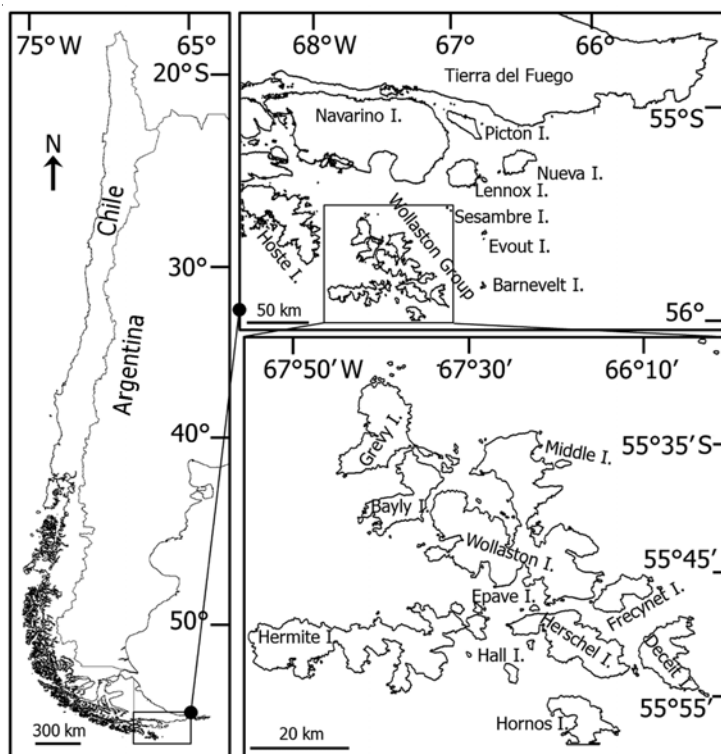 75°W 65°
20°S
N
Chile
30°
Argentina
40°
50°
300 km
68°W 67° 66°
Tierra del Fuego
55°S
Navarino I.
Picton I.
Nueva I.
Lennox I.
Sesambre I.
Wollaston Group
Hoste I.
Evout I.
Barnevelt I.
50 km
56°
67°50′W 67°30′ 66°10′
Grevy I.
Middle I.
55°35′S
Bayly I.
Wollaston I.
55°45′
Epave I.
Frecynet I.
Hermite I
Herschel I.
Deceit I.
Hall I.
55°55′
Hornos I.
20 km